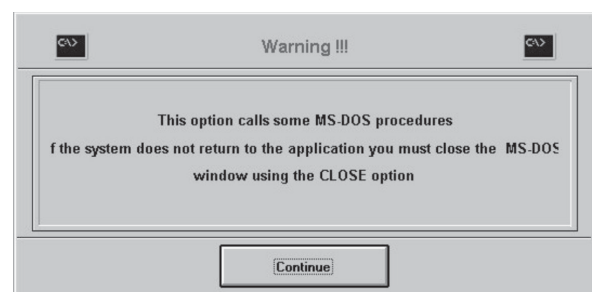 C:\> Warning !!! C:\>
This option calls some MS-DOS procedures
f the system does not return to the application you must close the MS-DOS
window using the CLOSE option
Continue